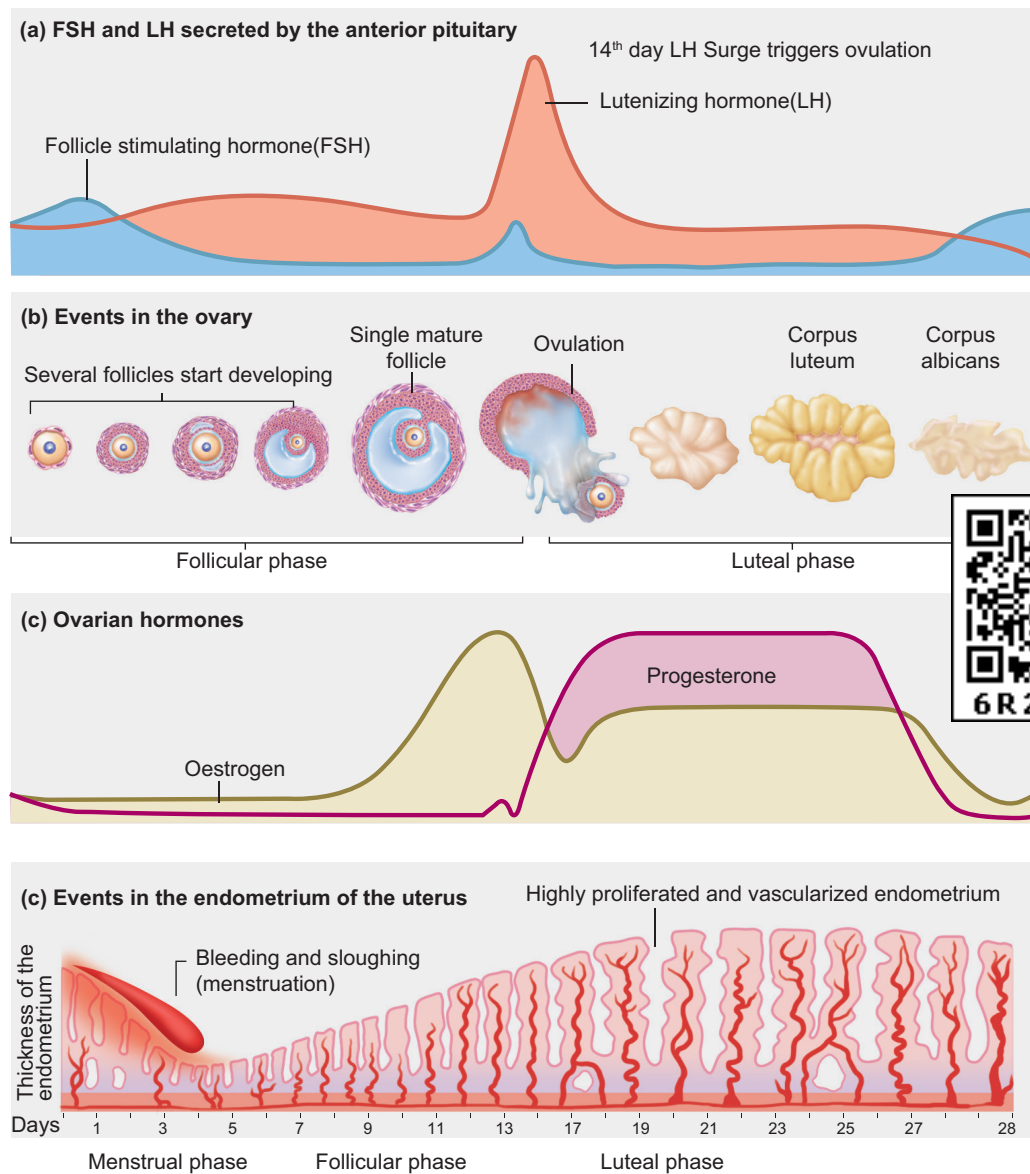 (a) FSH and LH secreted by the anterior pituitary
14th day LH Surge triggers ovulation
Lutenizing hormone(LH)
Follicle stimulating hormone(FSH)
(b) Events in the ovary
Single mature
follicle
Ovulation
Corpus
luteum
Corpus
albicans
Several follicles start developing
Follicular phase
Luteal phase
(c) Ovarian hormones
6R2
Progesterone
Oestrogen
(c) Events in the endometrium of the uterus
Highly proliferated and vascularized endometrium
Bleeding and sloughing
(menstruation)
Thickness of the
endometrium
Days 1 3 5 7 9 11 13 17 19 21 23 25 27 28
Menstrual phase Follicular phase Luteal phase